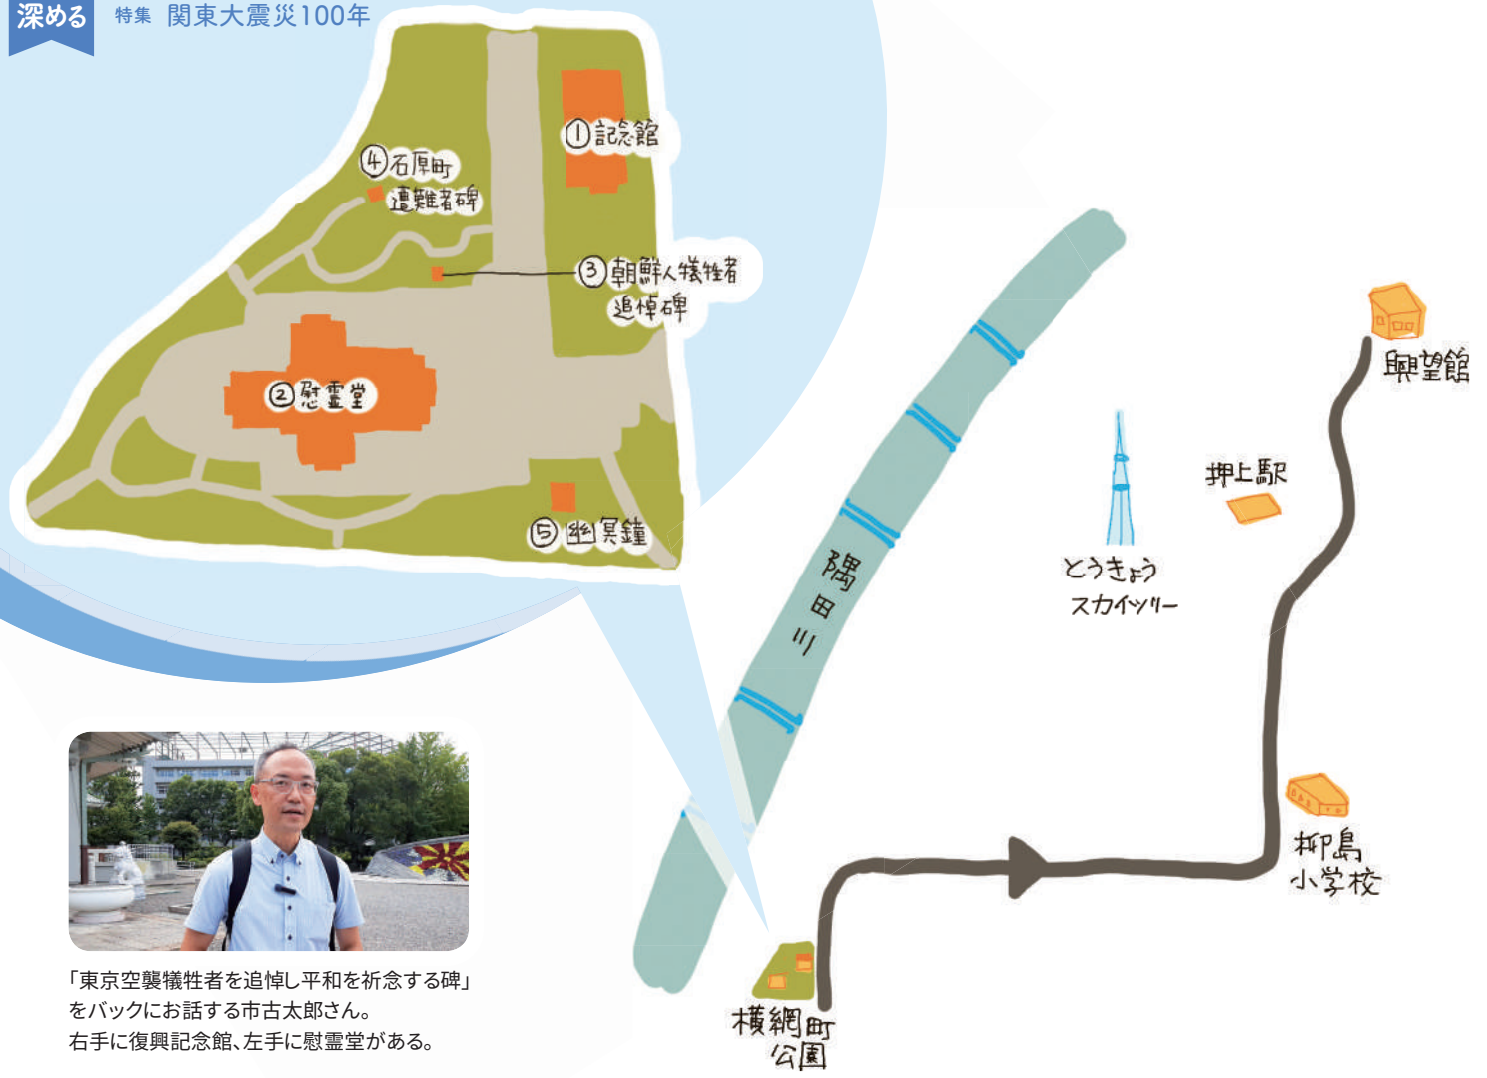 深める
特集 関東大震災100年
①記念館
④石原町
遭難者碑
③朝鮮人犠牲者
追悼碑
②慰霊堂
⑤幽冥鐘
隅田川
興望館
押上駅
とうきょう
スカイツリー
柳島
小学校
横網町
公園
「東京空襲犠牲者を追悼し平和を祈念する碑」
をバックにお話する市古太郎さん。
右手に復興記念館、左手に慰霊堂がある。